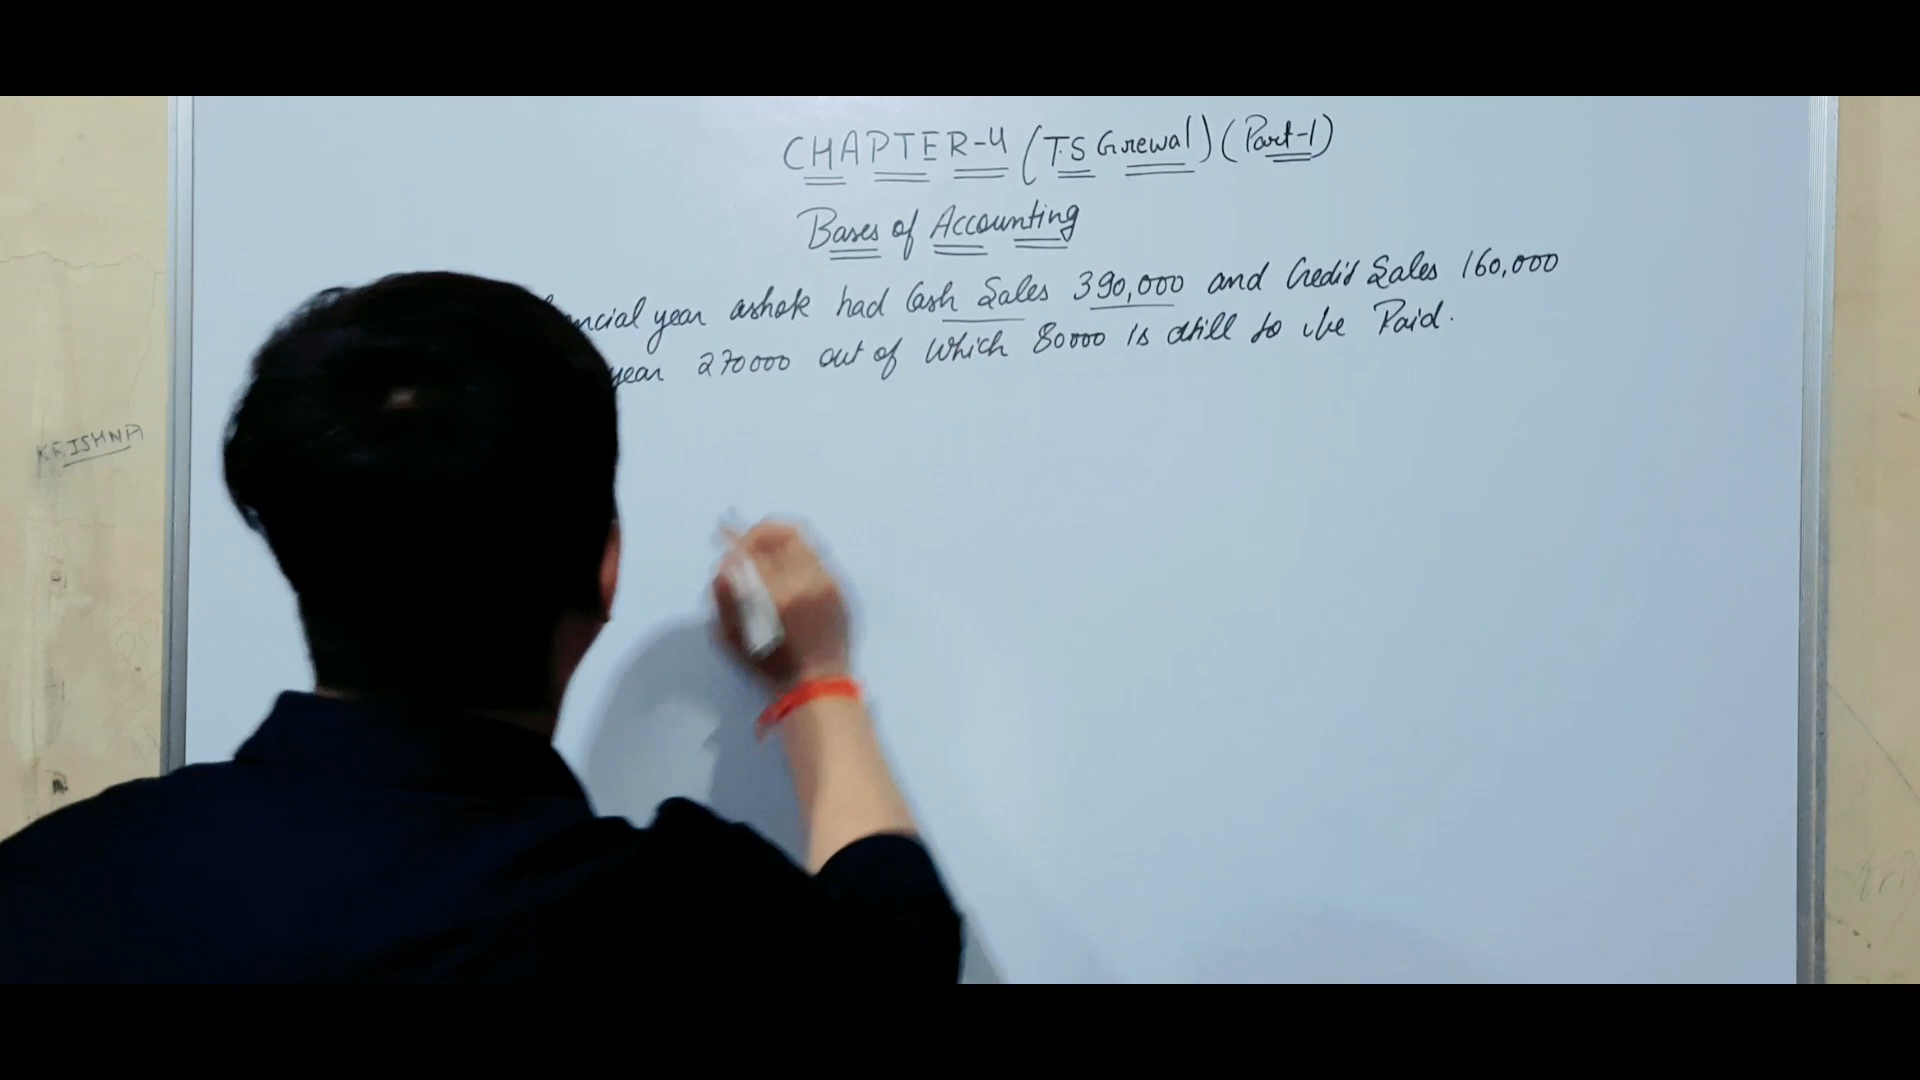 CHAPTER-4 (T.S Grewal) (Part-1)
Bases of Accounting
ncial year ashok had Cash Sales 390,000 and Credit Sales 160,000
year 270000 out of Which 80000 is still to be Paid.
KRISHNA